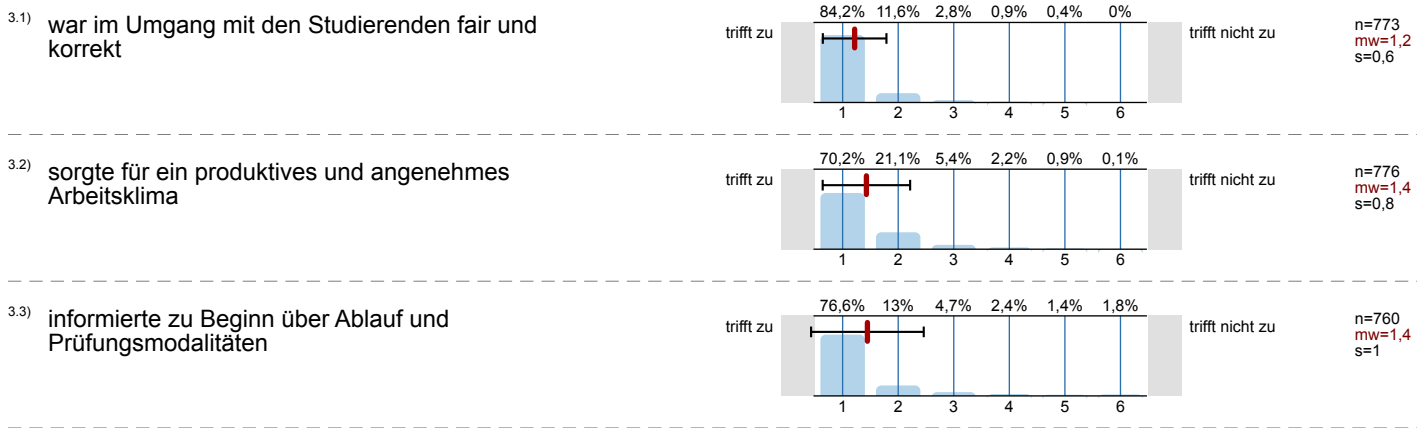 3.1) war im Umgang mit den Studierenden fair und
korrekt
84,2% 11,6% 2,8% 0,9% 0,4% 0%
trifft zu
trifft nicht zu
n=773
mw=1,2
s=0,6
1 2 3 4 5 6
3.2) sorgte für ein produktives und angenehmes
Arbeitsklima
70,2% 21,1% 5,4% 2,2% 0,9% 0,1%
trifft zu
trifft nicht zu
n=776
mw=1,4
s=0,8
1 2 3 4 5 6
3.3) informierte zu Beginn über Ablauf und
Prüfungsmodalitäten
76,6% 13% 4,7% 2,4% 1,4% 1,8%
trifft zu
trifft nicht zu
n=760
mw=1,4
s=1
1 2 3 4 5 6